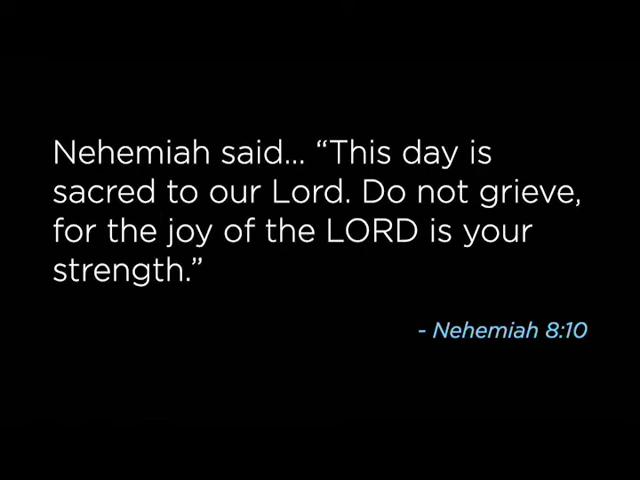 Nehemiah said... “This day is
sacred to our Lord. Do not grieve,
for the joy of the LORD is your
strength.”
- Nehemiah 8:10